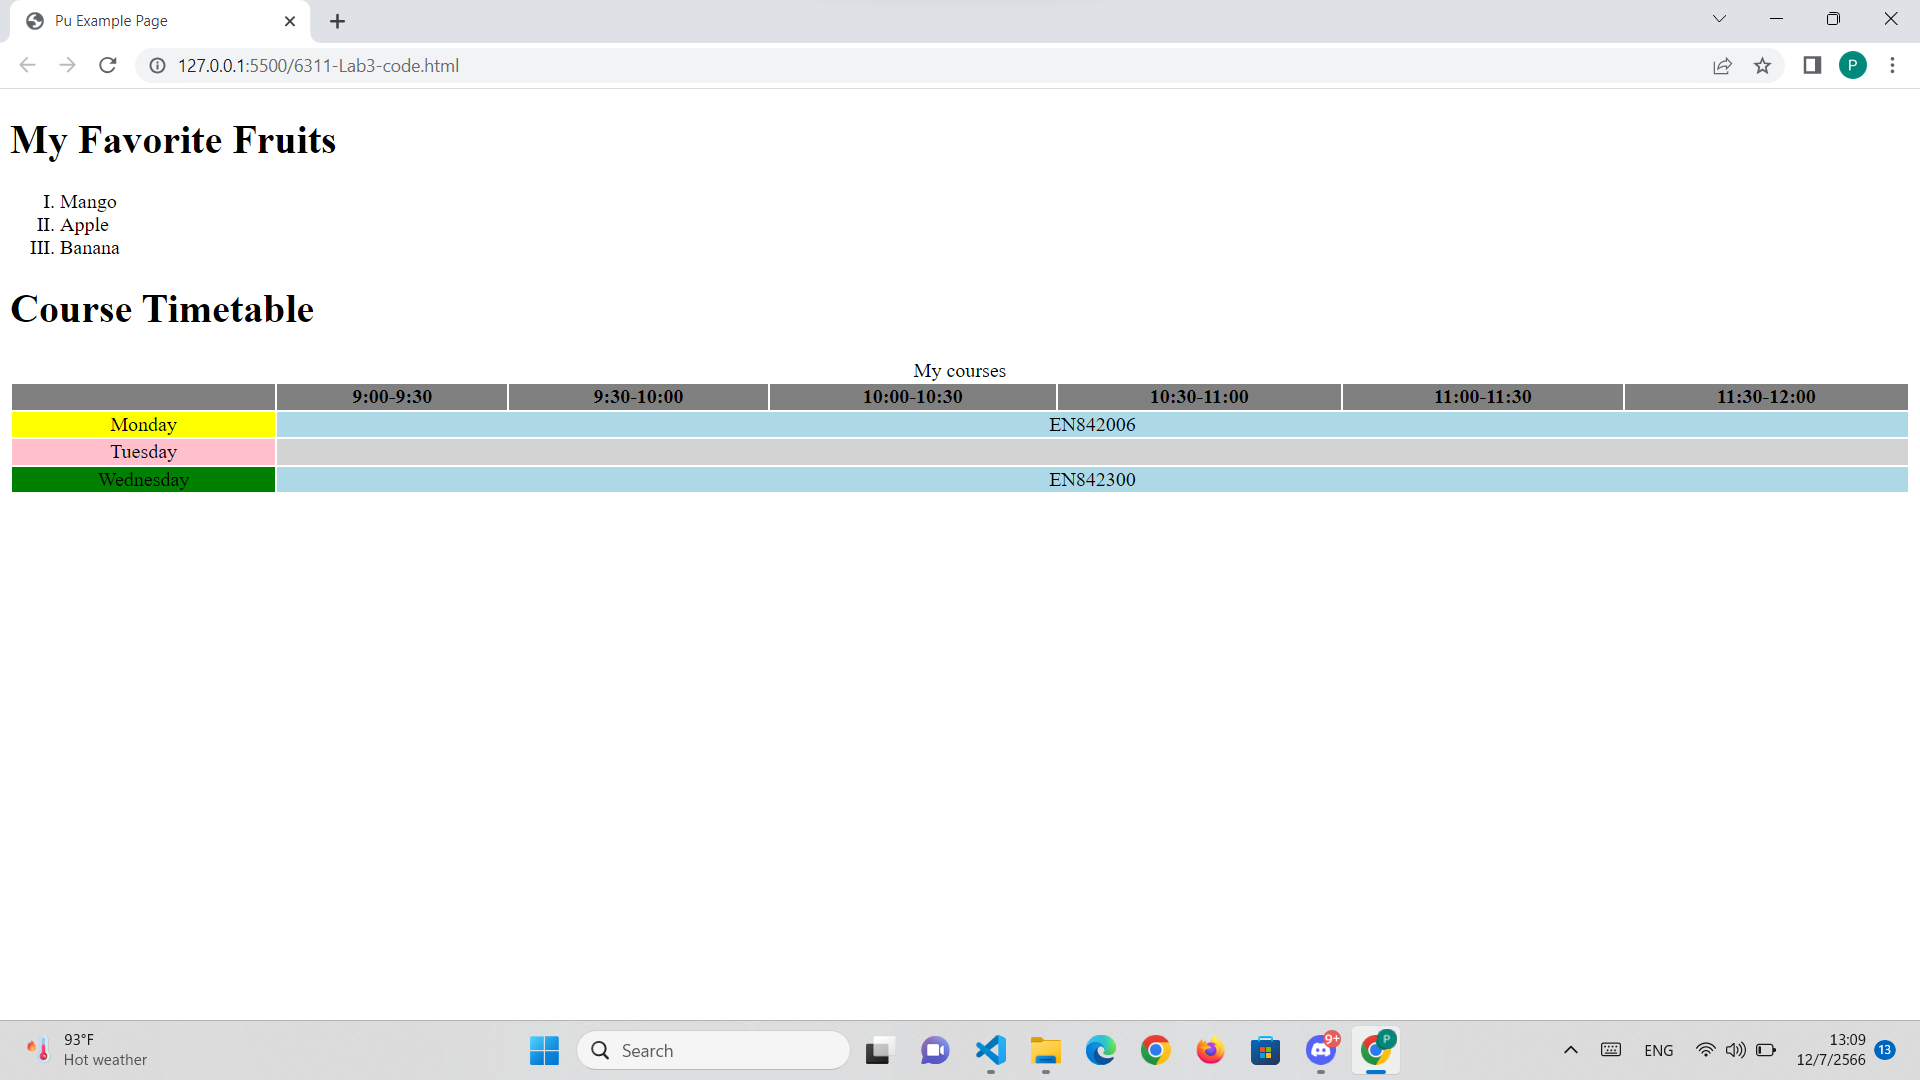 Pu Example Page
127.0.0.1:5500/6311-Lab3-code.html
P
My Favorite Fruits
I. Mango
II. Apple
III. Banana
Course Timetable
My courses
9:00-9:30 9:30-10:00 10:00-10:30 10:30-11:00 11:00-11:30 11:30-12:00
Monday EN842006
Tuesday
Wednesday EN842300
93°F
Hot weather
Search
9+
P
ENG
13:09
12/7/2566
13